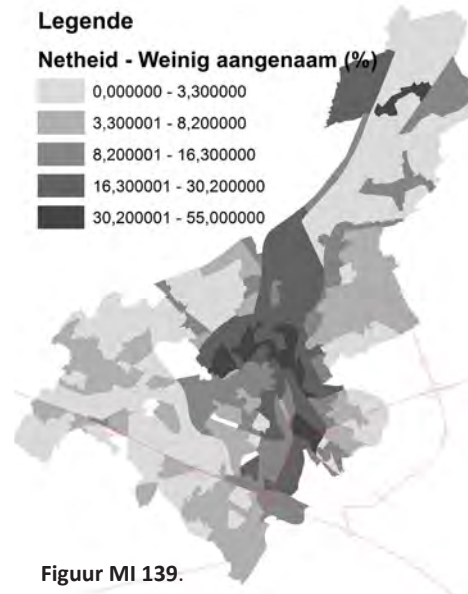 Legende
Netheid - Weinig aangenaam (%)
0,000000 - 3,300000
3,300001 - 8,200000
8,200001 - 16,300000
16,300001 - 30,200000
30,200001 - 55,000000
Figuur MI 139.